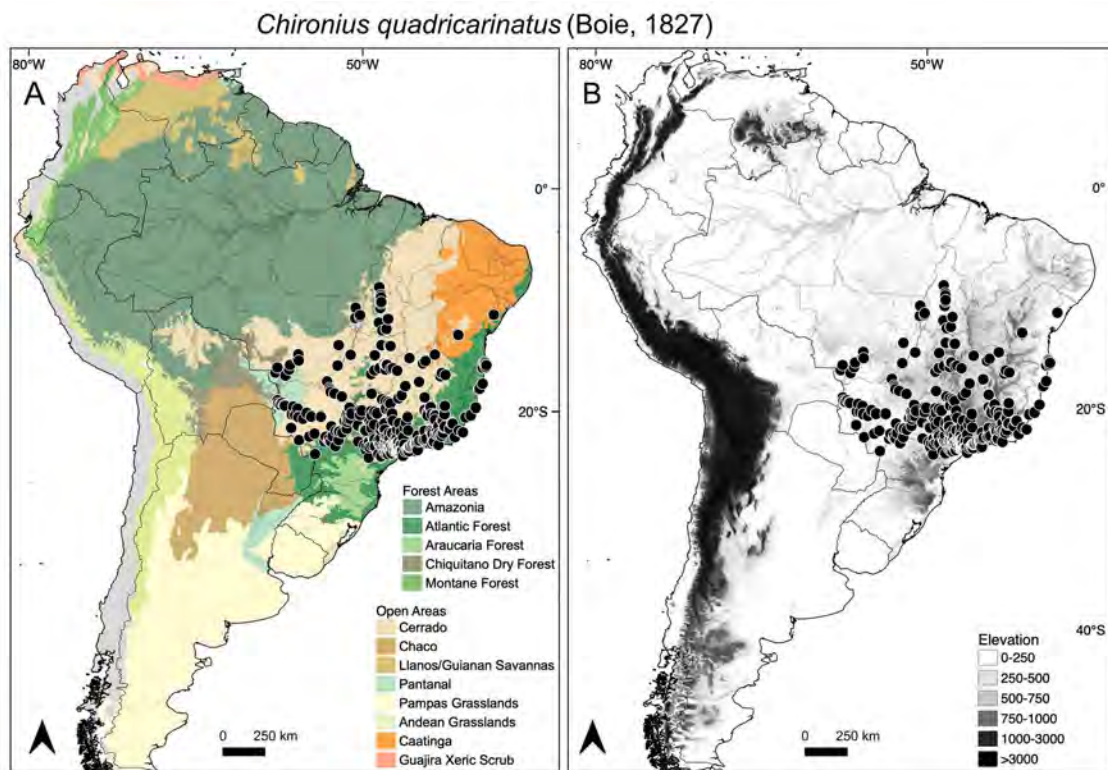 Chironius quadricarinatus (Boie, 1827)
80°W
50°W
A
0°
20°S
Forest Areas
Amazonia
Atlantic Forest
Araucaria Forest
Chiquitano Dry Forest
Montane Forest
Open Areas
Cerrado
Chaco
Llanos/Guianan Savannas
Pantanal
Pampas Grasslands
Andean Grasslands
Caatinga
Guajira Xeric Scrub
0 250 km
80°W
50°W
B
0°
20°S
40°S
Elevation
0-250
250-500
500-750
750-1000
1000-3000
>3000
0 250 km